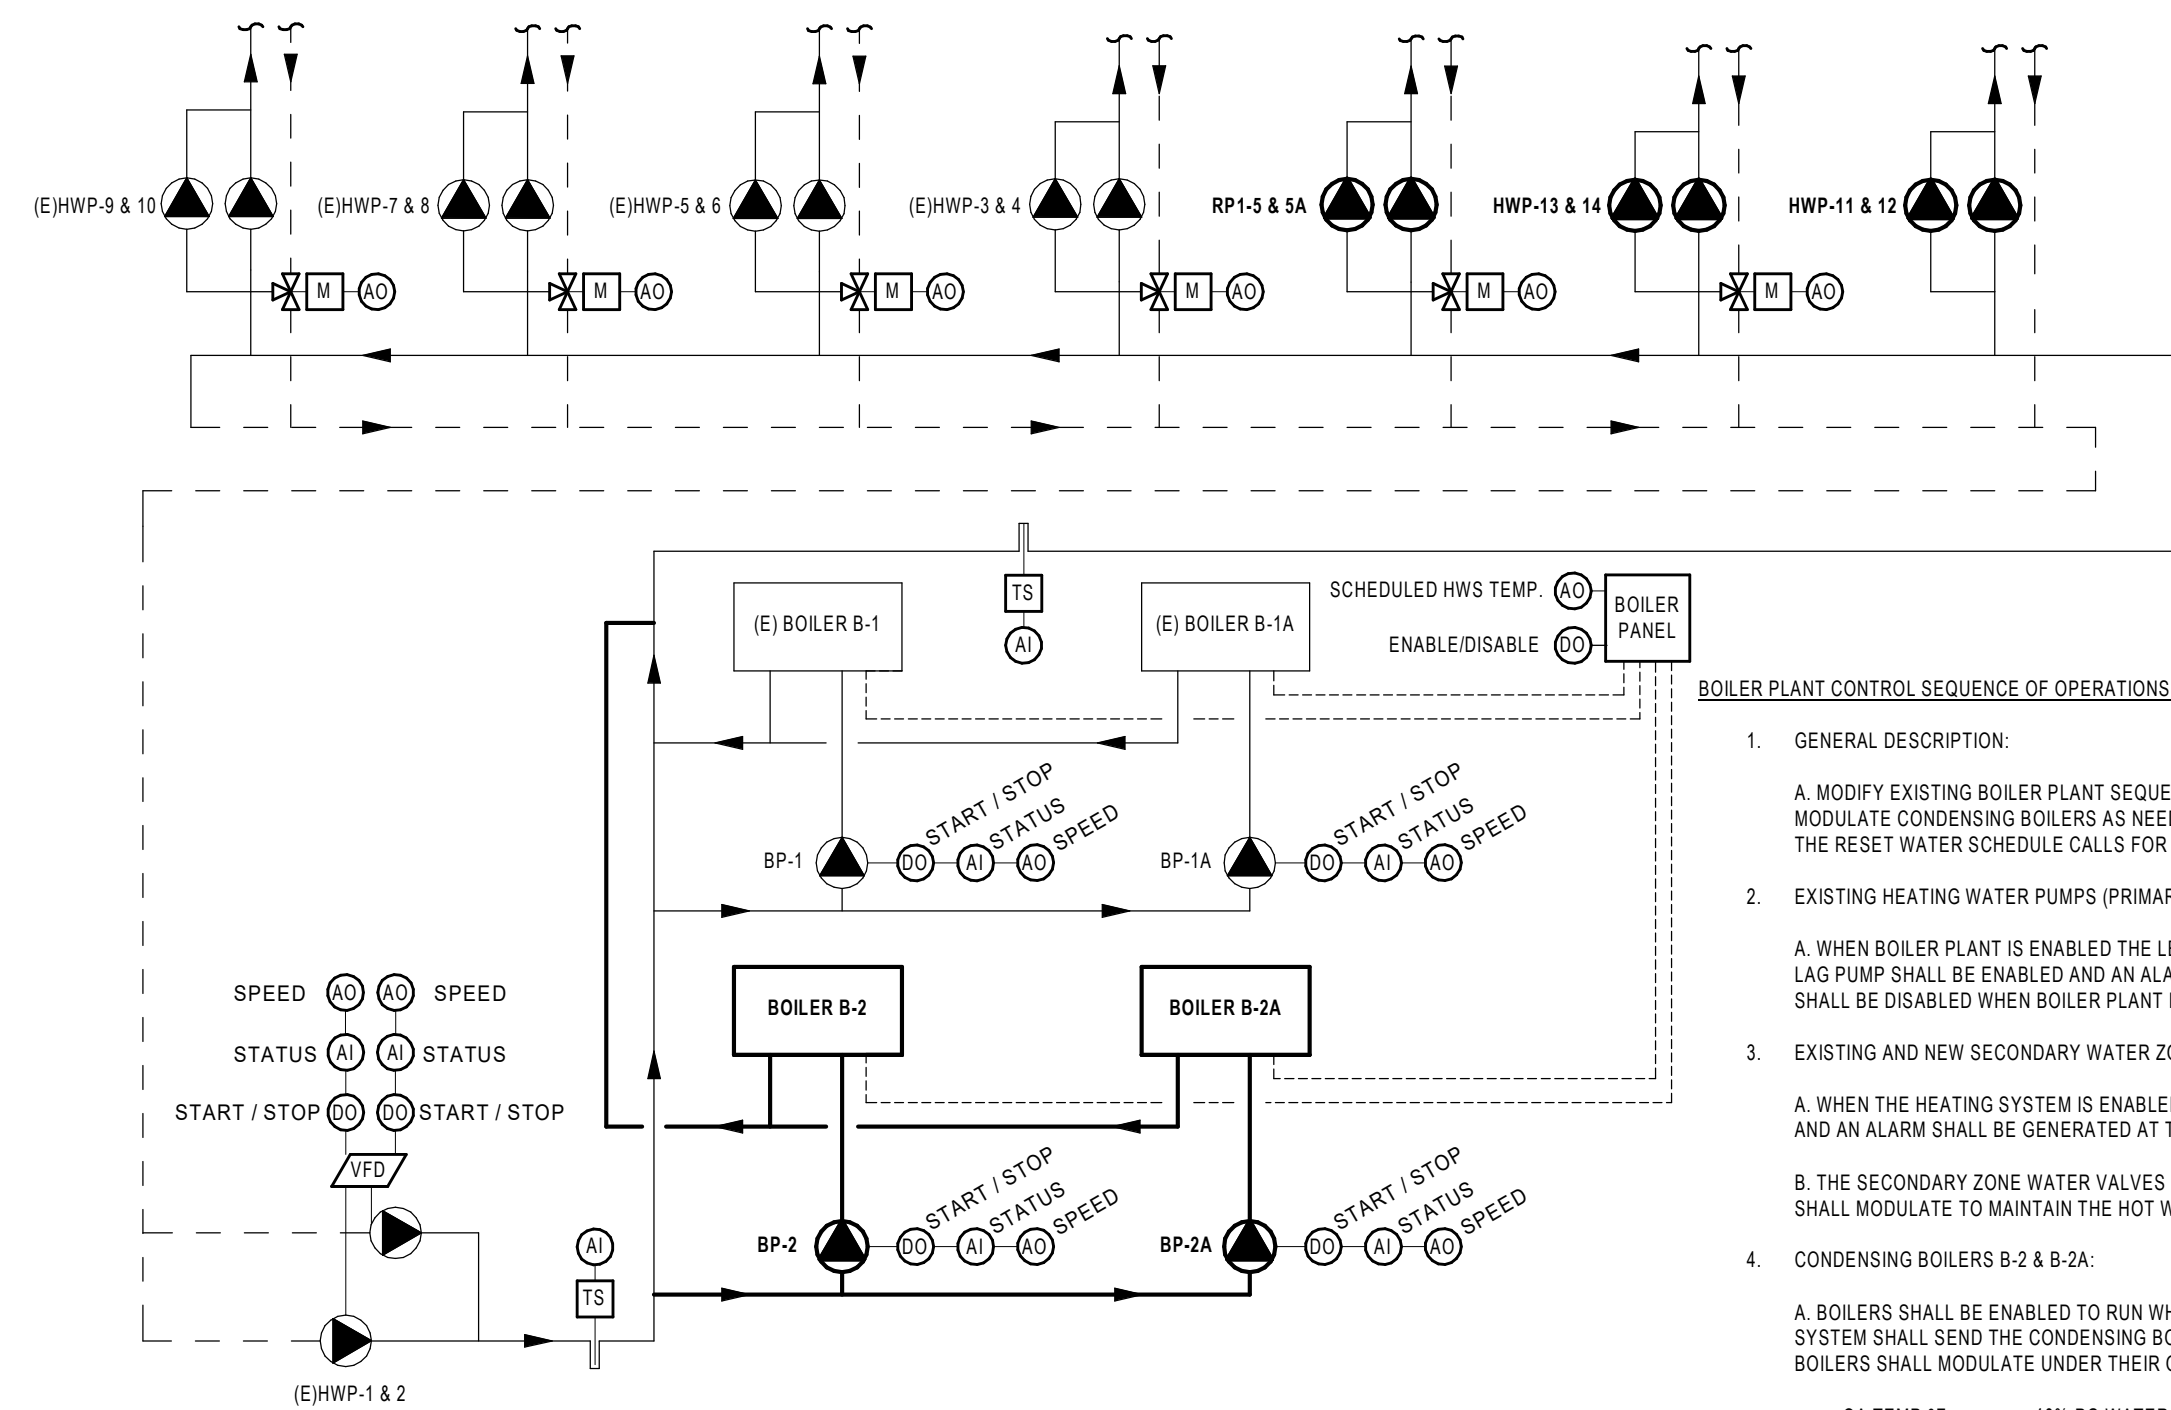 (E)HWP-9 & 10
(E)HWP-7 & 8
(E)HWP-5 & 6
(E)HWP-3 & 4
RP1-5 & 5A
HWP-13 & 14
HWP-11 & 12
M AO
M AO
M AO
M AO
M AO
M AO
TS
AI
(E) BOILER B-1
(E) BOILER B-1A
SCHEDULED HWS TEMP. AO
ENABLE/DISABLE DO
BOILER
PANEL
BP-1
DO AI AO
START / STOP
STATUS
SPEED
BP-1A
DO AI AO
START / STOP
STATUS
SPEED
BOILER B-2
BOILER B-2A
SPEED AO AO SPEED
STATUS AI AI STATUS
START / STOP DO DO START / STOP
VFD
(E)HWP-1 & 2
AI
TS
BP-2
DO AI AO
START / STOP
STATUS
SPEED
BP-2A
DO AI AO
START / STOP
STATUS
SPEED
BOILER PLANT CONTROL SEQUENCE OF OPERATIONS
1. GENERAL DESCRIPTION:
A. MODIFY EXISTING BOILER PLANT
MODULATE CONDENSING BOILERS AS
THE RESET WATER SCHEDULE CALLS FOR
2. EXISTING HEATING WATER PUMPS
A. WHEN BOILER PLANT IS ENABLED THE
LAG PUMP SHALL BE ENABLED AND AN
SHALL BE DISABLED WHEN BOILER PLANT
3. EXISTING AND NEW SECONDARY WATER
A. WHEN THE HEATING SYSTEM IS
AND AN ALARM SHALL BE GENERATED AT
B. THE SECONDARY ZONE WATER VALVES
SHALL MODULATE TO MAINTAIN THE HOT
4. CONDENSING BOILERS B-2 & B-2A:
A. BOILERS SHALL BE ENABLED TO RUN
SYSTEM SHALL SEND THE CONDENSING
BOILERS SHALL MODULATE UNDER THEIR